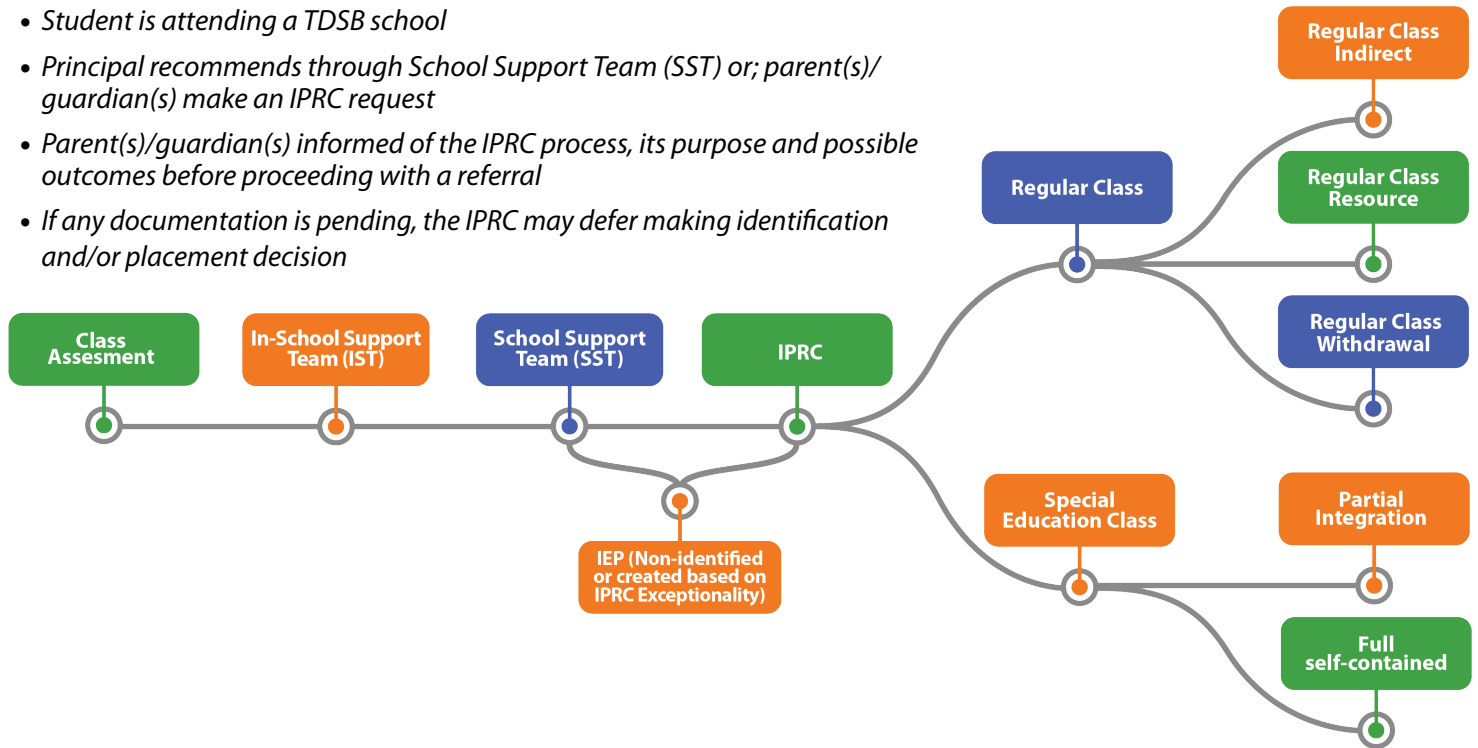 • Student is attending a TDSB school
• Principal recommends through School Support Team (SST) or; parent(s)/
guardian(s) make an IPRC request
• Parent(s)/guardian(s) informed of the IPRC process, its purpose and possible
outcomes before proceeding with a referral
• If any documentation is pending, the IPRC may defer making identification
and/or placement decision
Class
Assesment
In-School Support
Team (IST)
School Support
Team (SST)
IPRC
IEP (Non-identified
or created based on
IPRC Exceptionality)
Regular Class
Regular Class
Indirect
Regular Class
Resource
Regular Class
Withdrawal
Special
Education Class
Partial
Integration
Full
self-contained